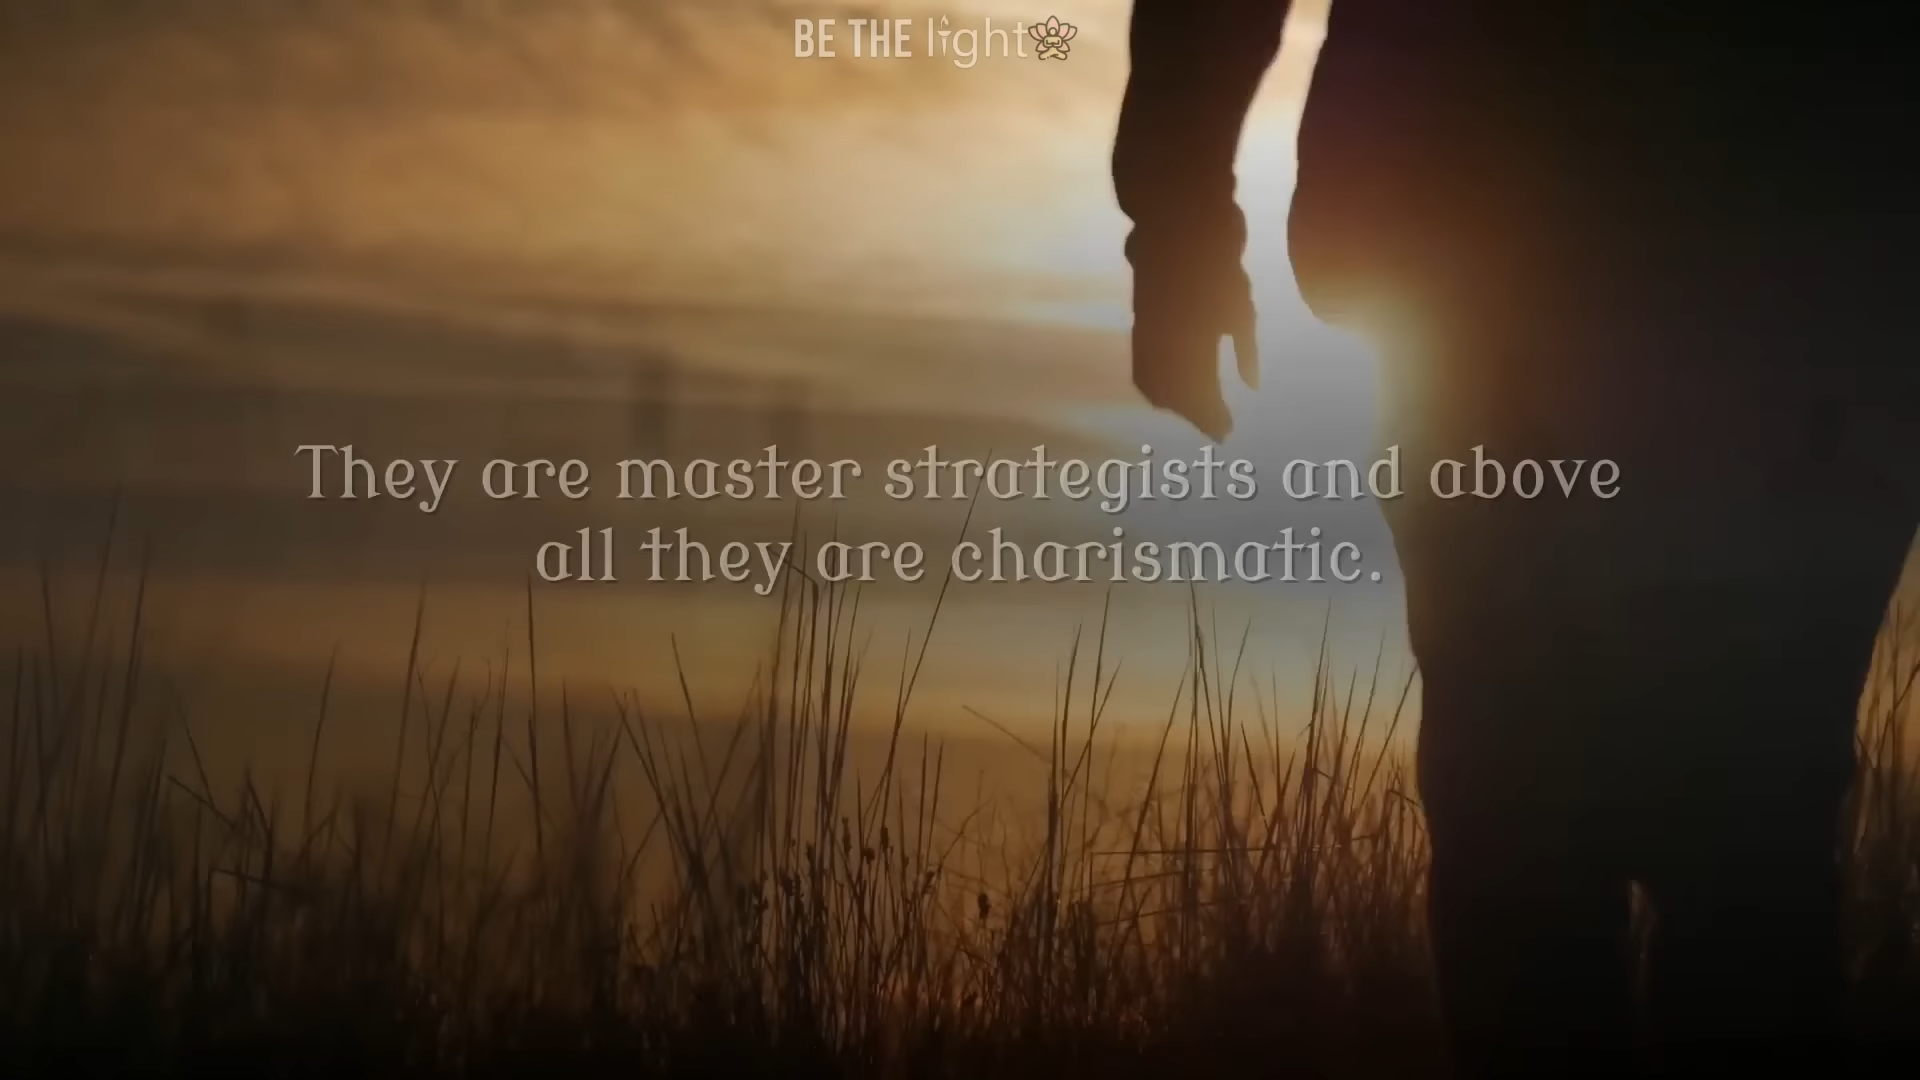 BE THE light
They are master strategists and above
all they are charismatic.